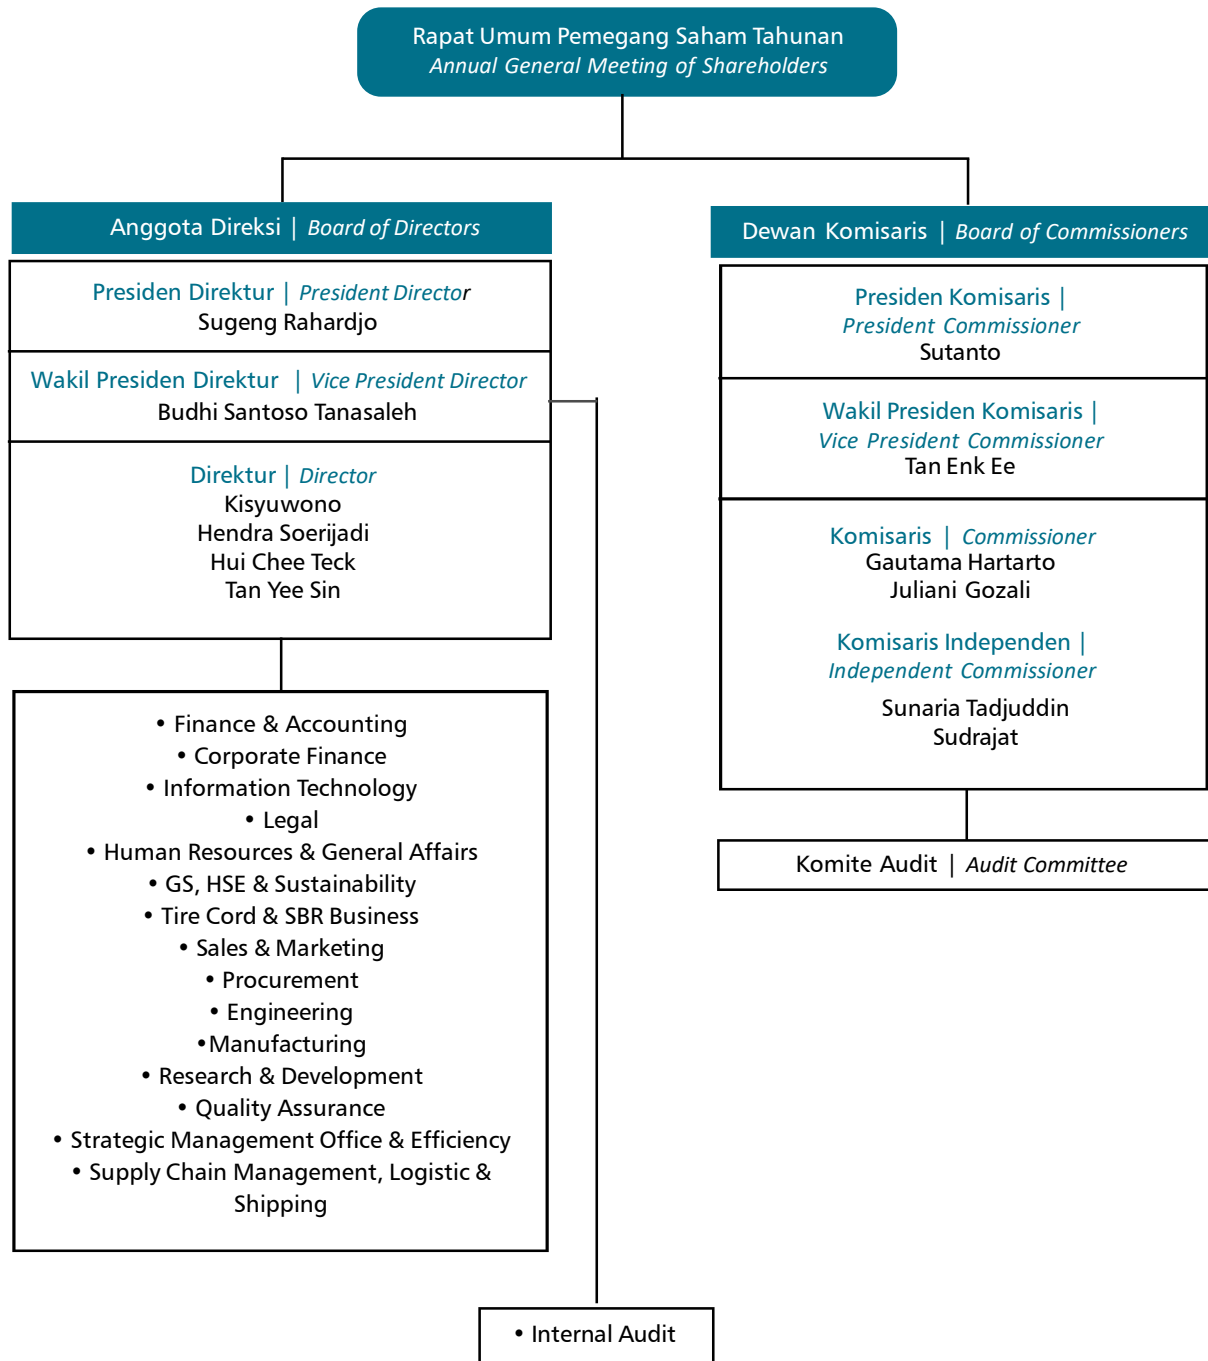 Rapat Umum Pemegang Saham Tahunan
Annual General Meeting of Shareholders
Anggota Direksi | Board of Directors
Presiden Direktur | President Director
Sugeng Rahardjo
Wakil Presiden Direktur | Vice President Director
Budhi Santoso Tanasaleh
Direktur | Director
Kisyuwono
Hendra Soerijadi
Hui Chee Teck
Tan Yee Sin
• Finance & Accounting
• Corporate Finance
• Information Technology
• Legal
• Human Resources & General Affairs
• GS, HSE & Sustainability
• Tire Cord & SBR Business
• Sales & Marketing
• Procurement
• Engineering
•Manufacturing
• Research & Development
• Quality Assurance
• Strategic Management Office & Efficiency
• Supply Chain Management, Logistic &
Shipping
• Internal Audit
Dewan Komisaris | Board of Commissioners
Presiden Komisaris |
President Commissioner
Sutanto
Wakil Presiden Komisaris |
Vice President Commissioner
Tan Enk Ee
Komisaris | Commissioner
Gautama Hartarto
Juliani Gozali
Komisaris Independen |
Independent Commissioner
Sunaria Tadjuddin
Sudrajat
Komite Audit | Audit Committee